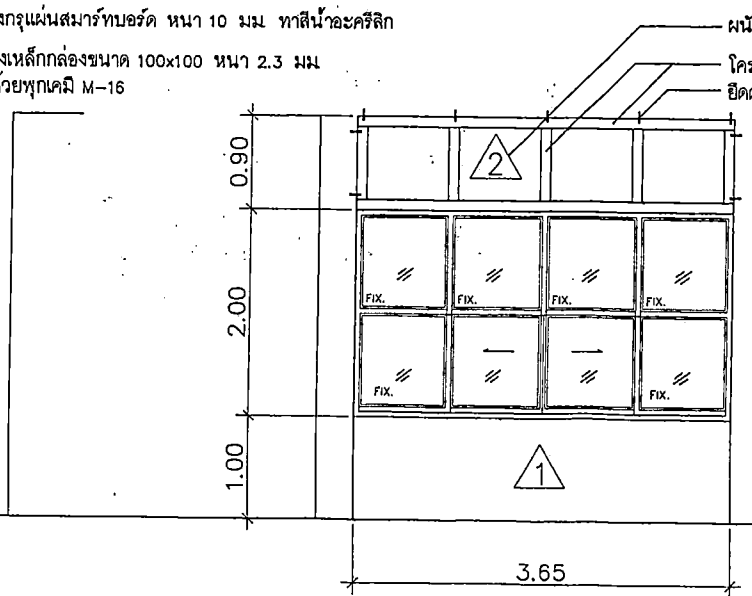 งกรุแผ่นสมาร์ทบอร์ด หนา 10 มม ทาสีน้ำอะครีลิก
งเหล็กกล่องขนาด 100x100 หนา 2.3 มม
ด้วยพุกเคมี M-16
ผนั
โคร
ยึด
0.90
2
2.00
FIX. FIX. FIX. FIX.
FIX. FIX.
1.00
1
3.65